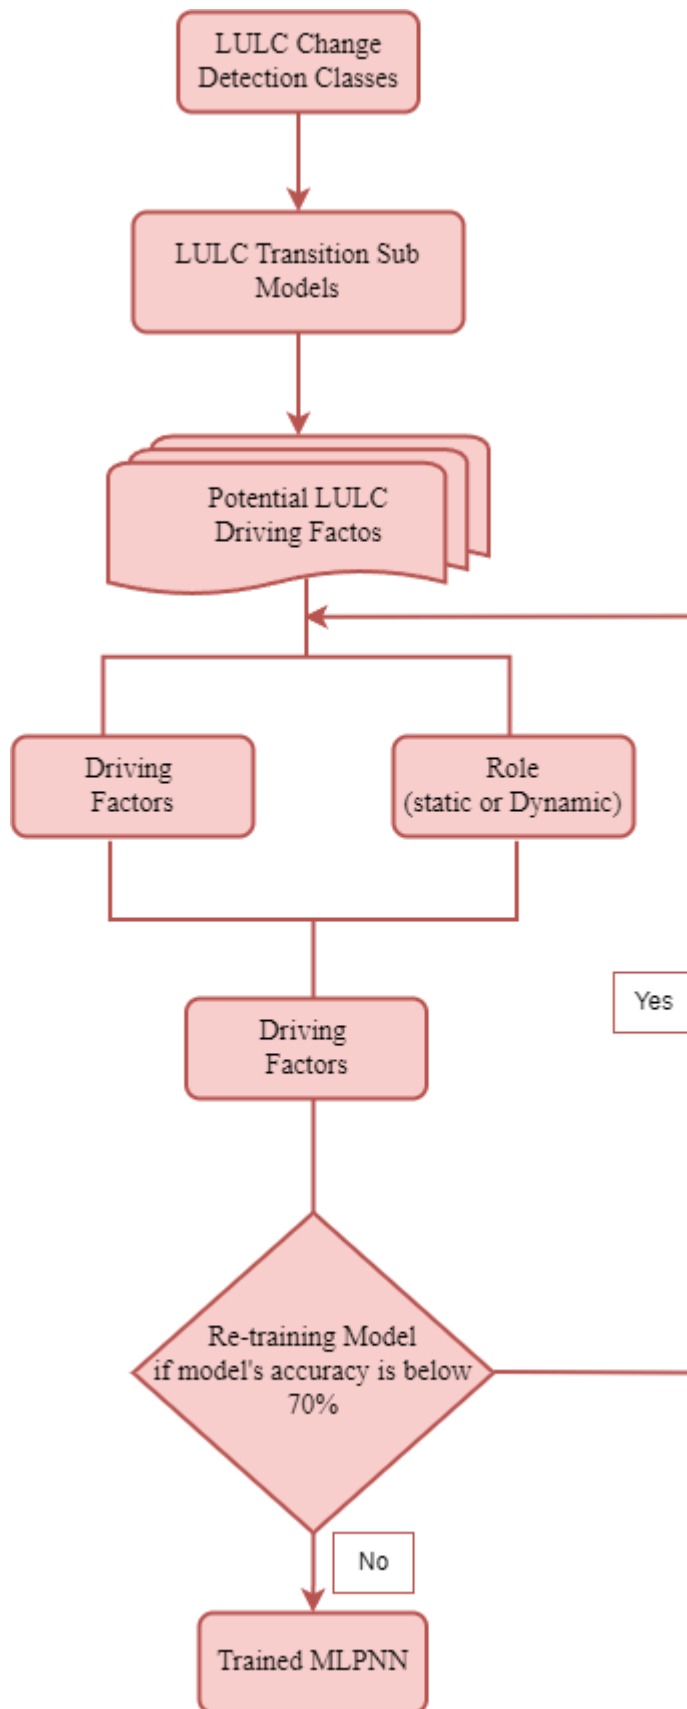 LULC Change
Detection Classes
LULC Transition Sub
Models
Potential LULC
Driving Factos
Driving
Factors
Role
(static or Dynamic)
Driving
Factors
Yes
Re-training Model
if model's accuracy is below
70%
No
Trained MLPNN